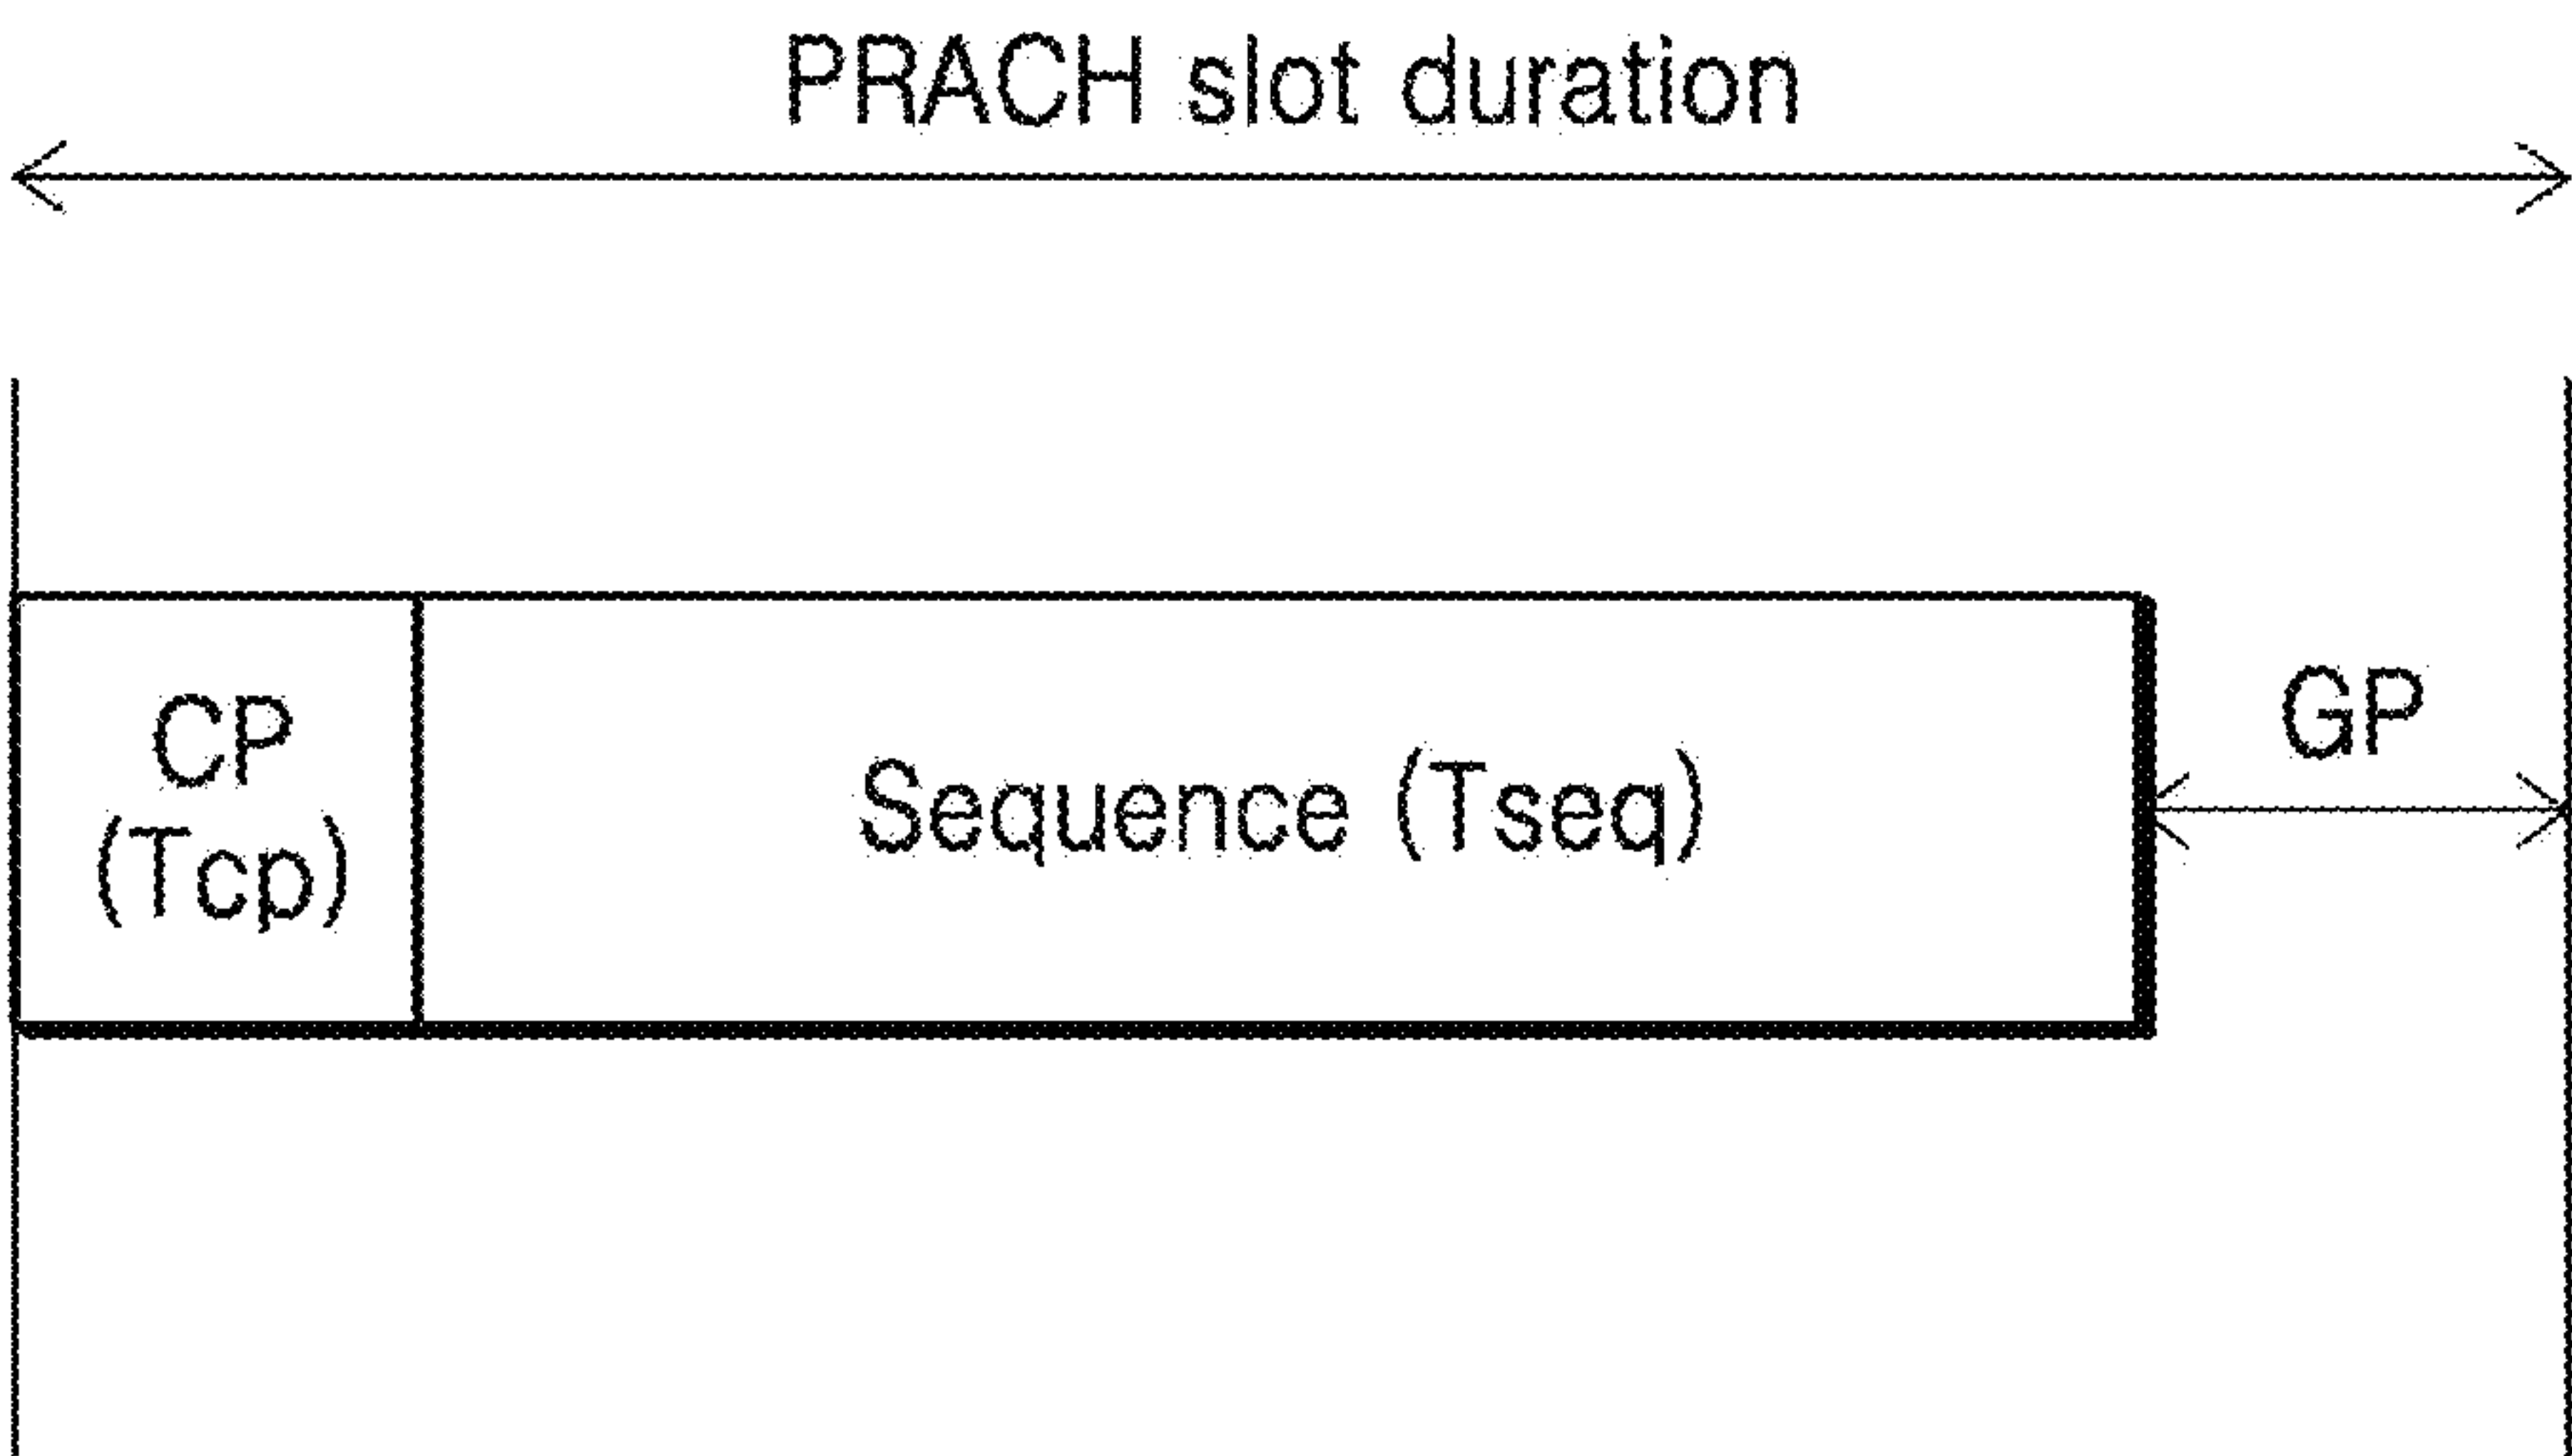 PRACH slot duration
CP
(Tcp)
Sequence (Tseq)
GP